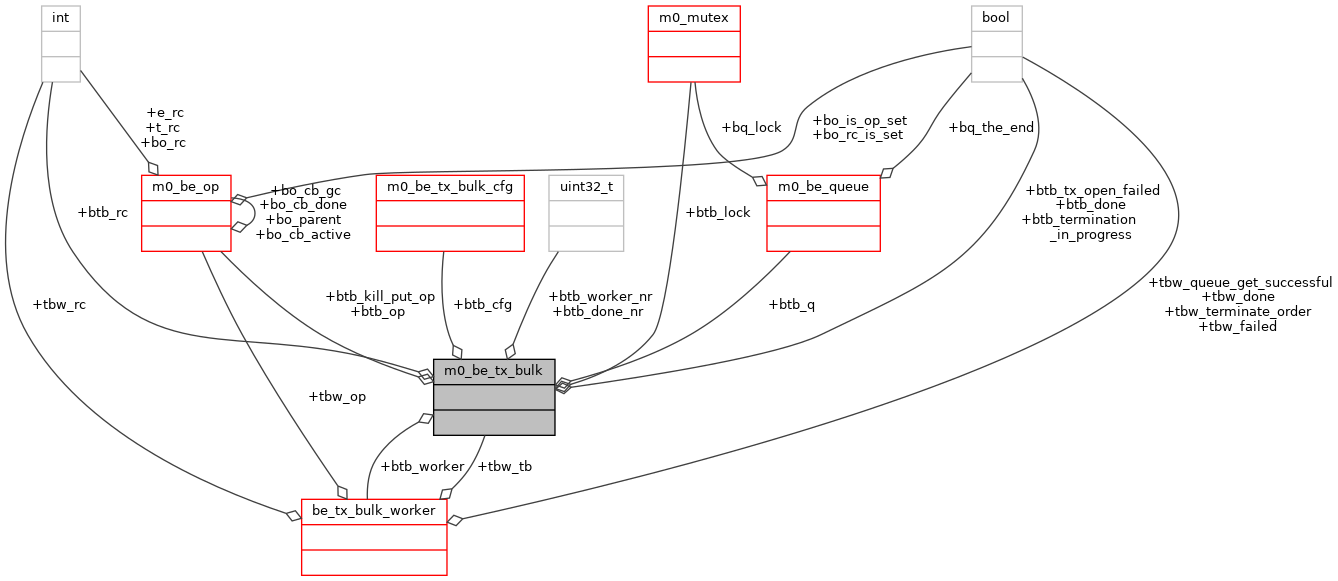 int
m0_mutex
bool
+e_rc
+t_rc
+bo_rc
+bq_lock
+bo_is_op_set
+bo_rc_is_set
+bq_the_end
m0_be_op
m0_be_tx_bulk_cfg
uint32_t
m0_be_queue
+btb_rc
+bo_cb_gc
+bo_cb_done
+bo_parent
+bo_cb_active
+btb_lock
+btb_tx_open_failed
+btb_done
+btb_termination
_in_progress
+tbw_rc
+btb_kill_put_op
+btb_op
+btb_cfg
+btb_worker_nr
+btb_done_nr
+btb_q
+tbw_queue_get_successful
+tbw_done
+tbw_terminate_order
+tbw_failed
m0_be_tx_bulk
+tbw_op
+btb_worker
+tbw_tb
be_tx_bulk_worker